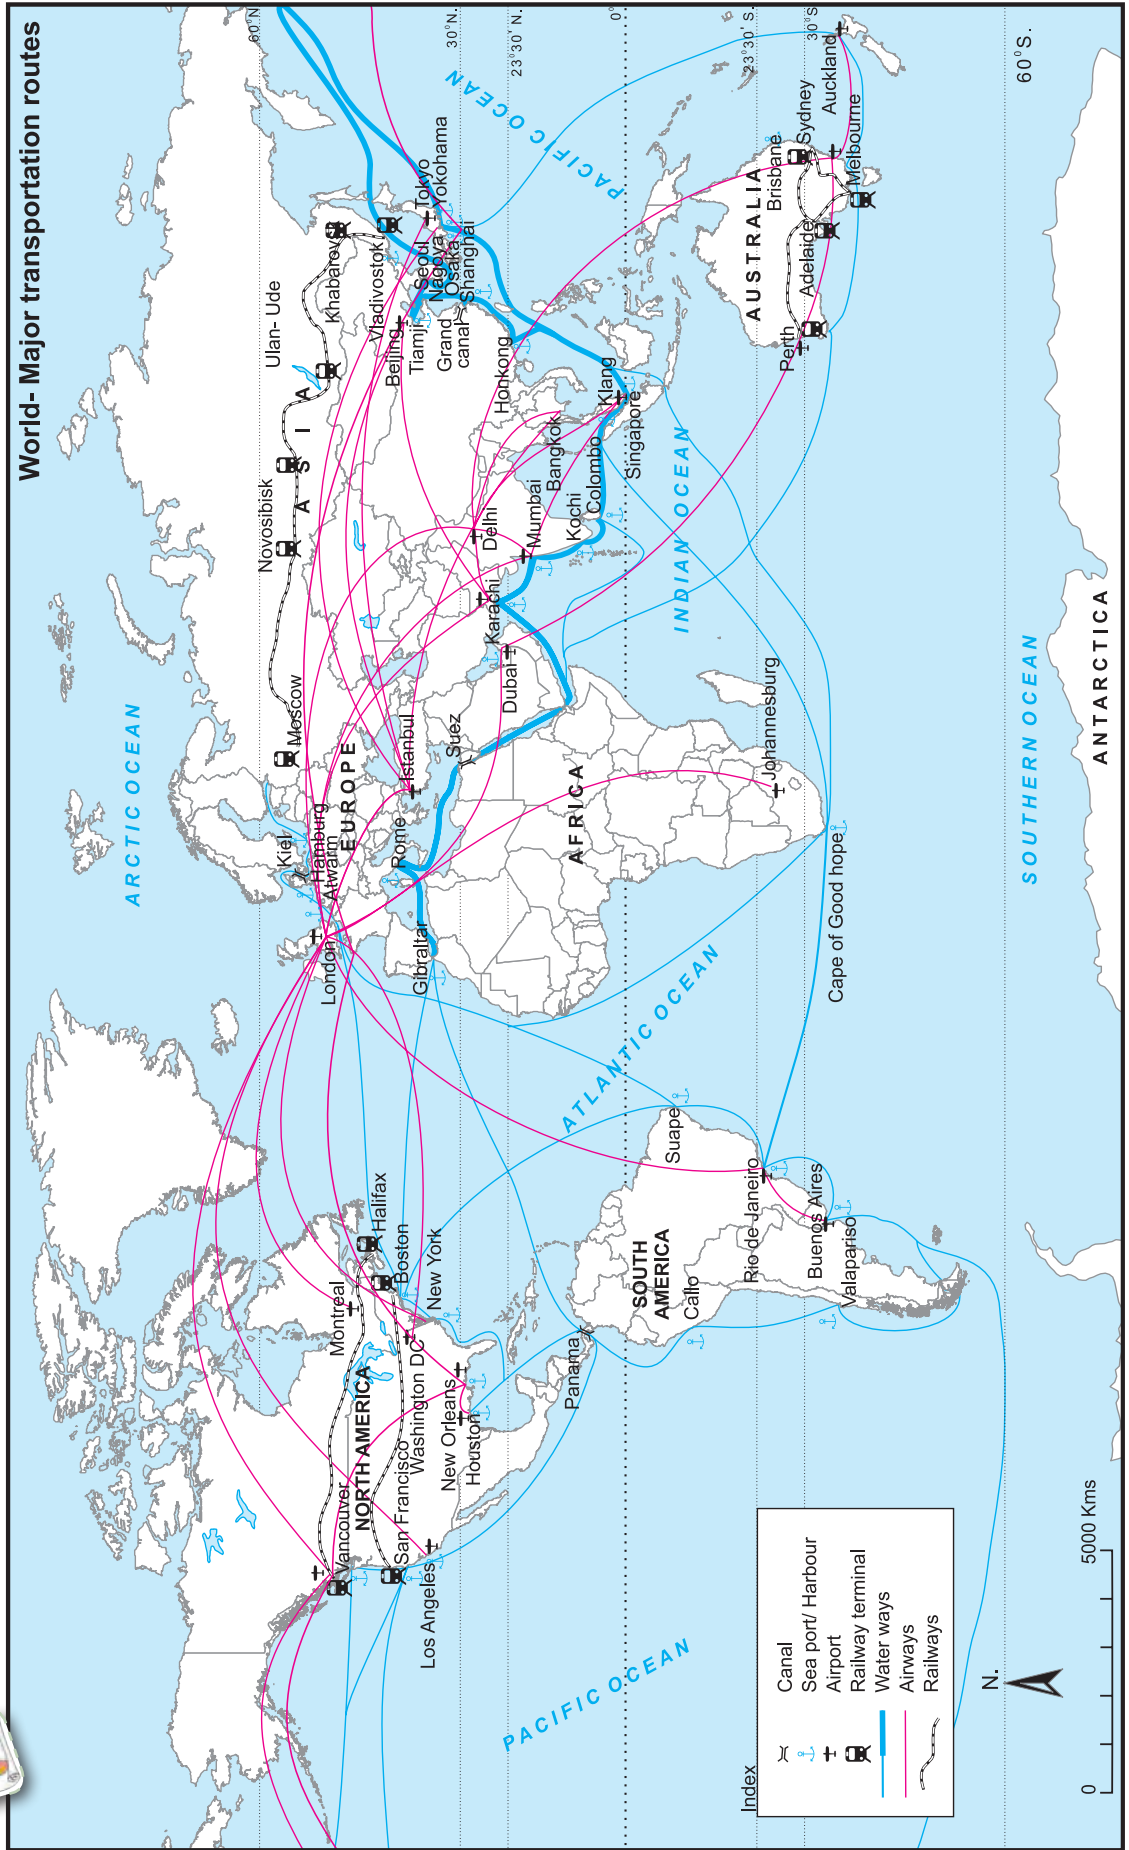 World- Major transportation routes
ARCTIC OCEAN
60°N
30°N
23°30' N.
0°
23°30' S.
30°S
60°S.
PACIFIC OCEAN
PACIFIC OCEAN
ATLANTIC OCEAN
INDIAN OCEAN
SOUTHERN OCEAN
NORTH AMERICA
SOUTH
AMERICA
EUROPE
AFRICA
ASIA
AUSTRALIA
ANTARCTICA
Vancouver
San Francisco
Los Angeles
Montreal
Halifax
Boston
New York
Washington DC
New Orleans
Houston
Panama
Callo
Suape
Rio de Janeiro
Buenos Aires
Valapariso
London
Kiel
Hamburg
Atwarm
Gibraltar
Rome
Istanbul
Suez
Moscow
Johannesburg
Cape of Good hope
Dubai
Karachi
Delhi
Mumbai
Kochi
Colombo
Bangkok
Klang
Singapore
Honkong
Novosibisk
Ulan- Ude
Khabarov
Vladivostok
Beijing
Tiamji
Grand
canal
Seoul
Nagoya
Osaka
Shanghai
Tokyo
Yokohama
Perth
Adelaide
Brisbane
Sydney
Melbourne
Auckland
Index
Canal
Sea port/ Harbour
Airport
Railway terminal
Water ways
Airways
Railways
N.
0
5000 Kms